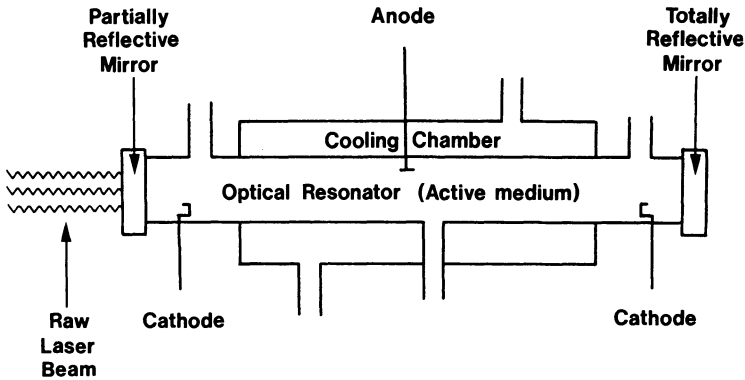 Partially
Reflective
Mirror
Anode
Totally
Reflective
Mirror
Cooling Chamber
Optical Resonator (Active medium)
Cathode
Cathode
Raw
Laser
Beam